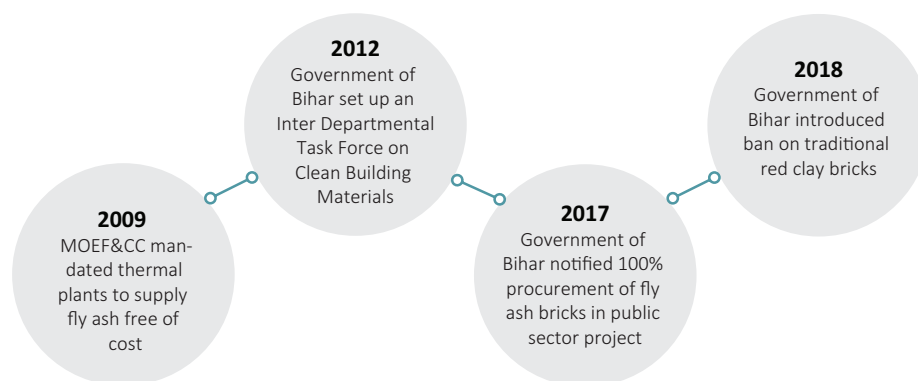 2009
MOEF&CC man-
dated thermal
plants to supply
fly ash free of
cost
2012
Government of
Bihar set up an
Inter Departmental
Task Force on
Clean Building
Materials
2017
Government of
Bihar notified 100%
procurement of fly
ash bricks in public
sector project
2018
Government of
Bihar introduced
ban on traditional
red clay bricks